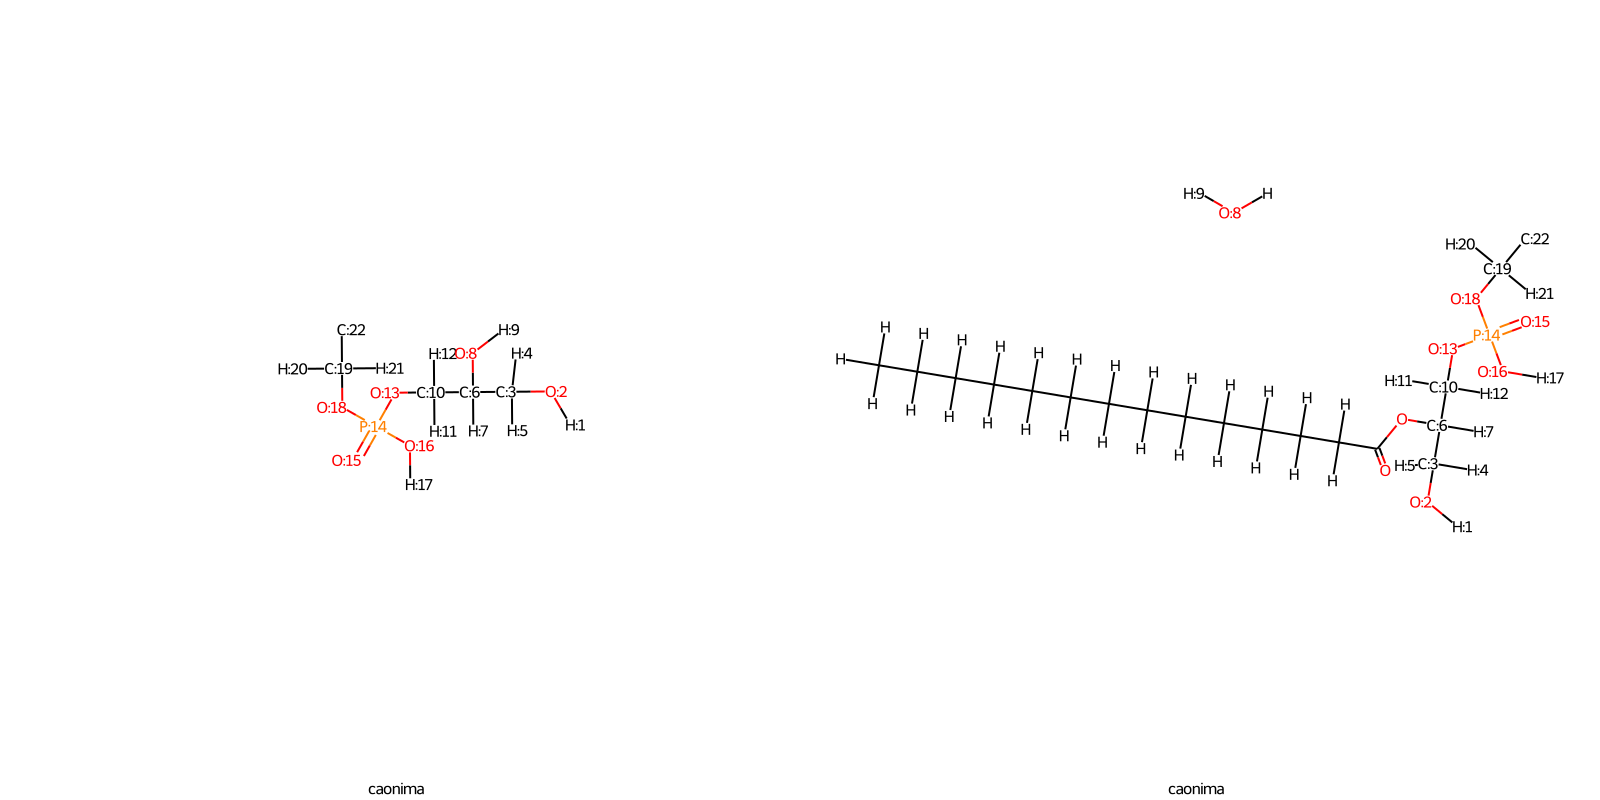 H:9 H
O:8
H:20 C:22
C:19
H:21
O:18
C:22 H:9 H O:15
H:12 O:8 H:4 H H P:14
H:20 C:19 H:21 H H O:13
O:13 C:10 C:6 C:3 O:2 H H O:16 H:17
O:18 H H H:11 C:10 H:12
P:14 H:11 H:7 H:5 H:1 H H H
O:16 H H H O C:6 H:7
O:15 H H H
H:17 H H H O H:5 C:3 H:4
H H H
H H O:2
H H:1
caonima caonima